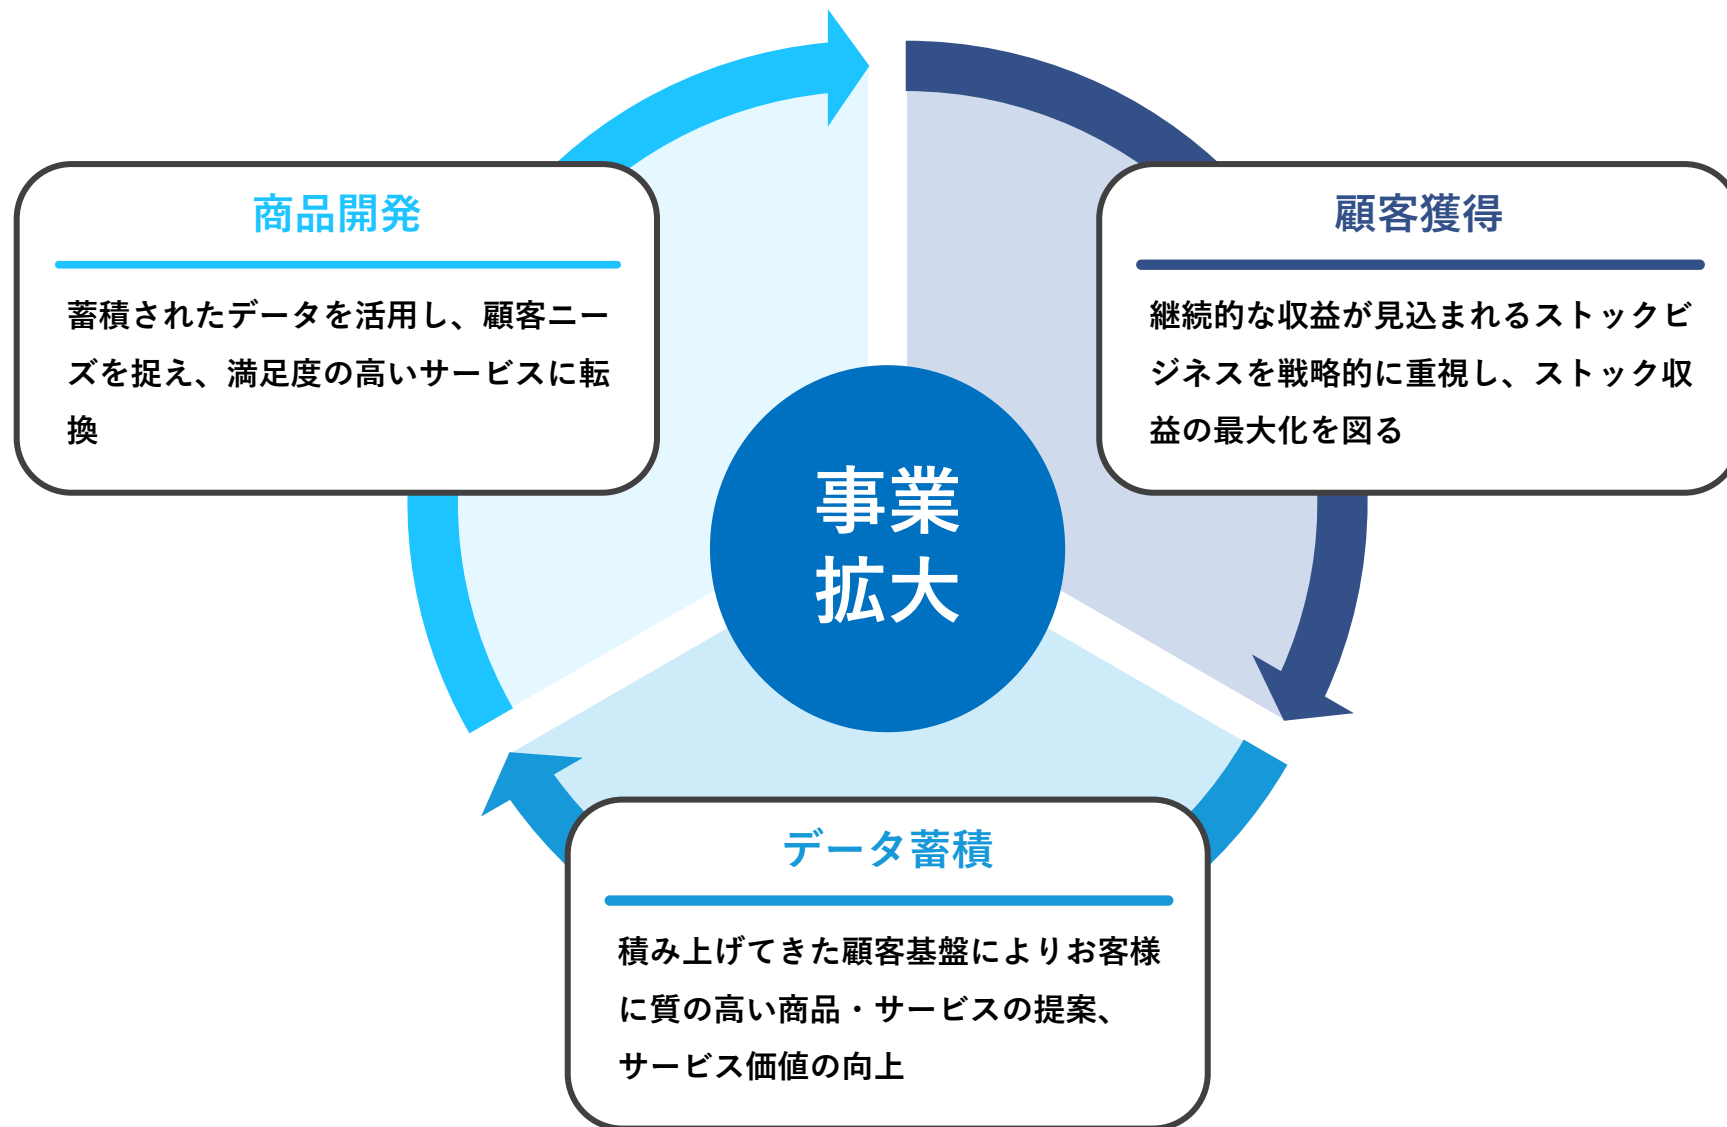 商品開発
蓄積されたデータを活用し、顧客ニー
ズを捉え、満足度の高いサービスに転
換
顧客獲得
継続的な収益が見込まれるストックビ
ジネスを戦略的に重視し、ストック収
益の最大化を図る
事業
拡大
データ蓄積
積み上げてきた顧客基盤によりお客様
に質の高い商品・サービスの提案、
サービス価値の向上